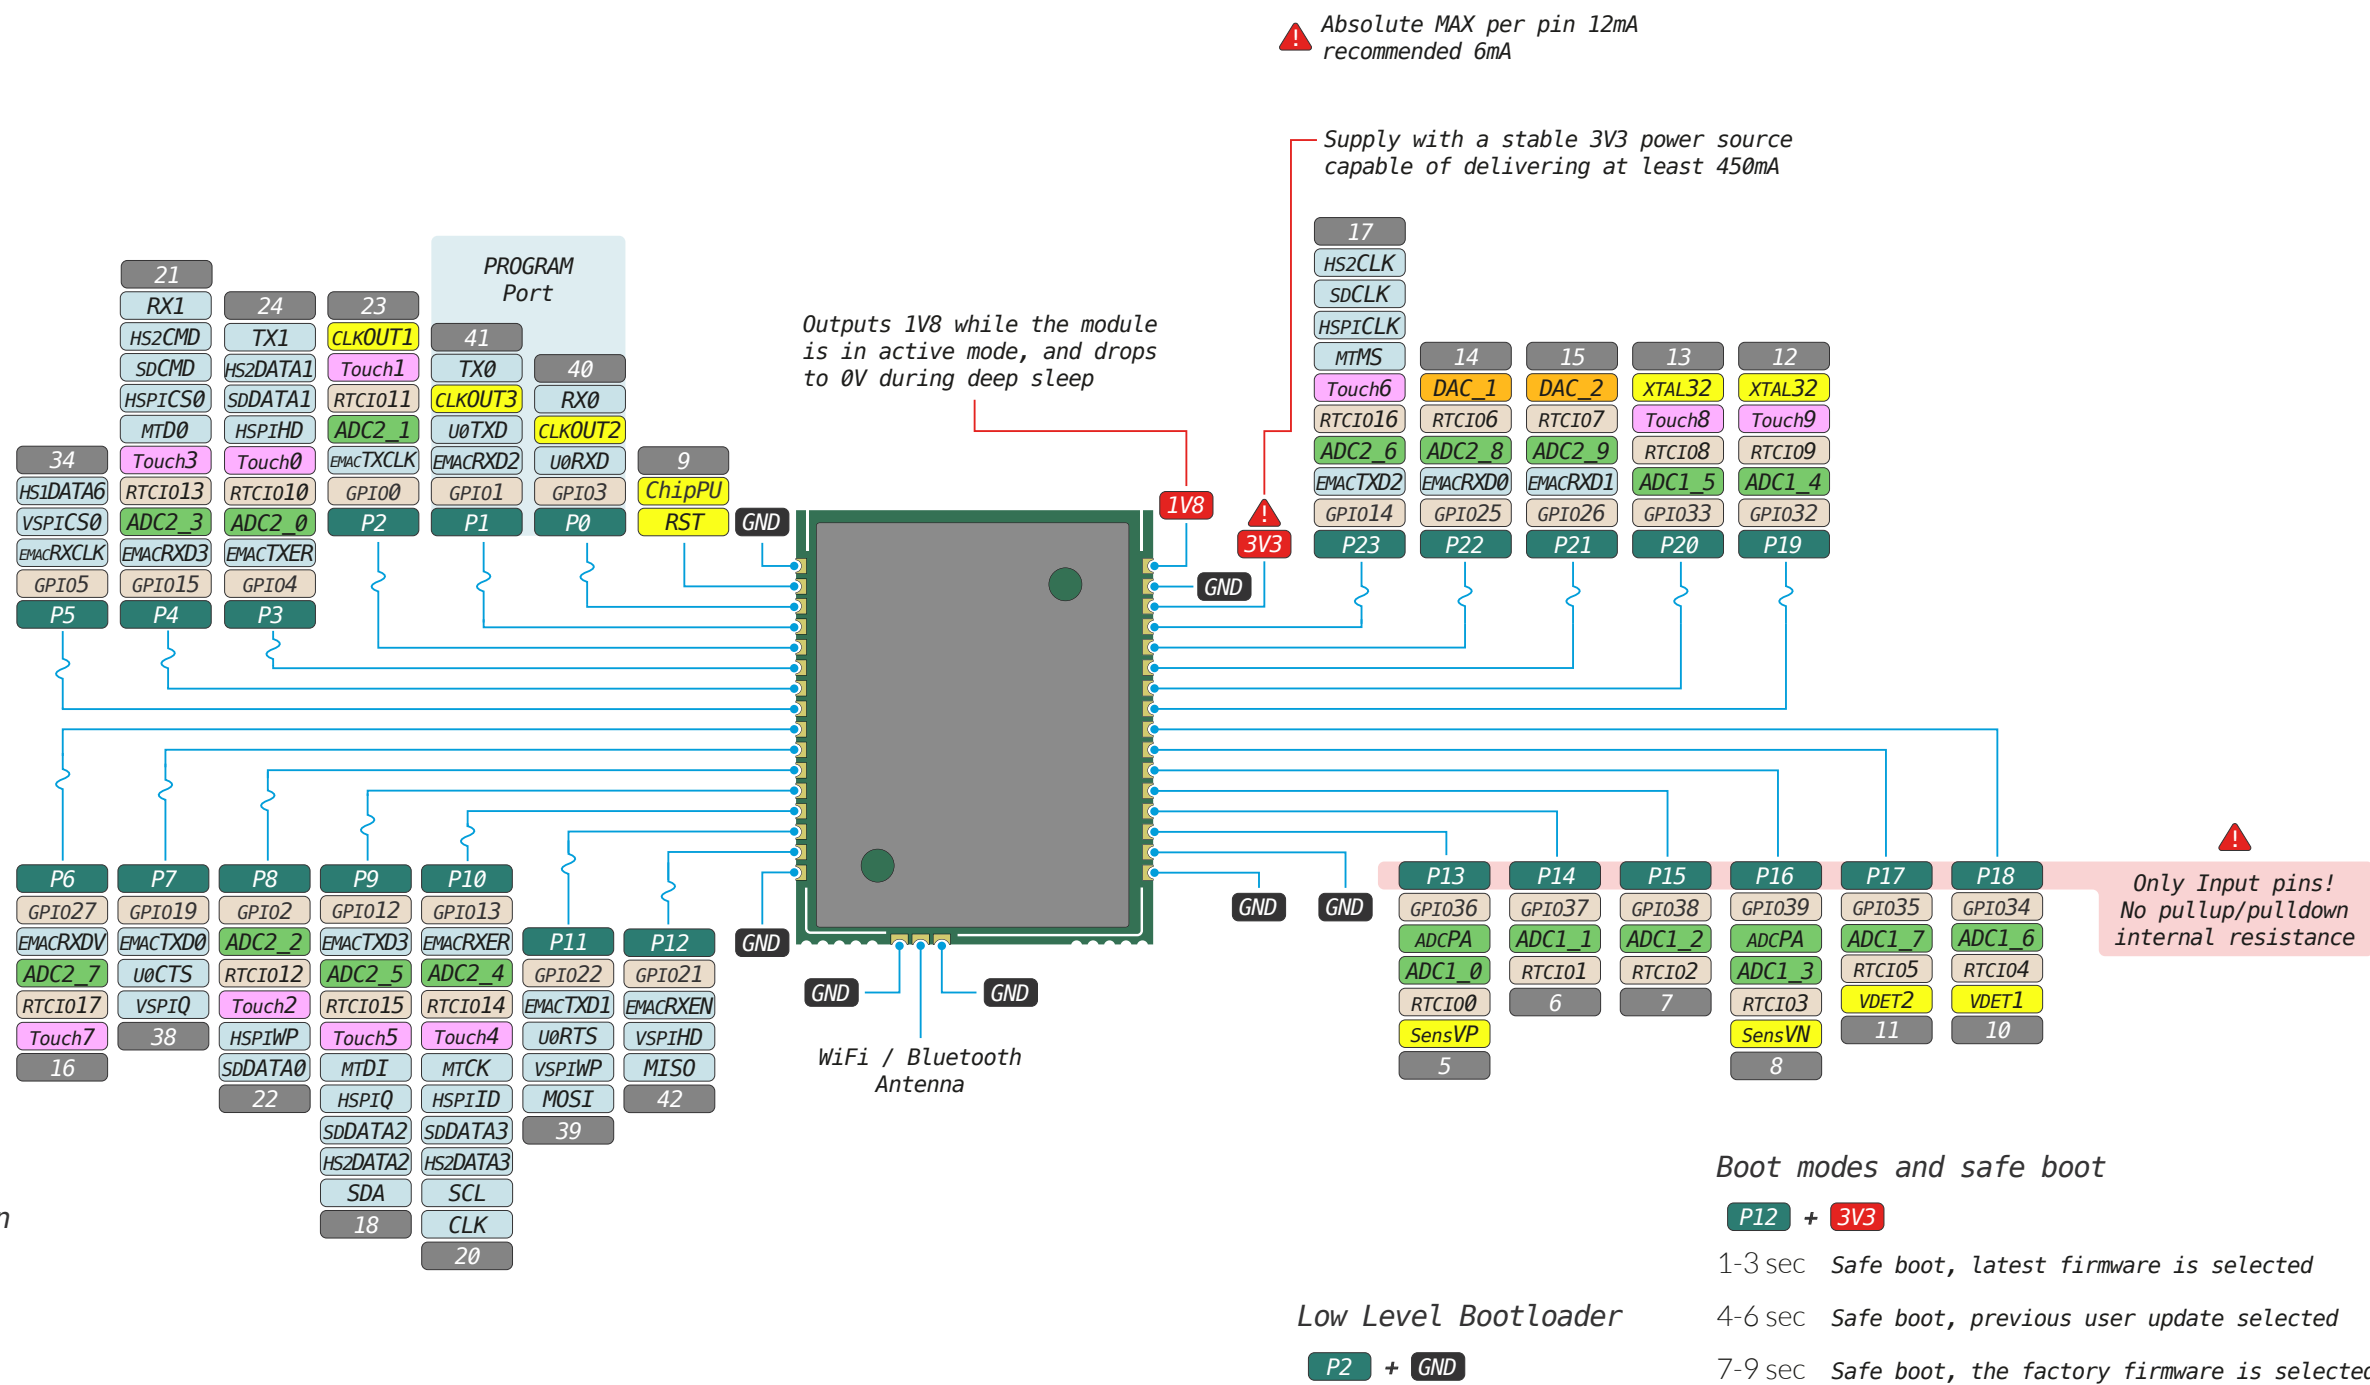 Absolute MAX per pin 12mA
recommended 6mA
Supply with a stable 3V3 power source
capable of delivering at least 450mA
PROGRAM
Port
Outputs 1V8 while the module
is in active mode, and drops
to 0V during deep sleep
34
HS1DATA6
VSPICS0
EMACRXCLK
GPIO5
P5
21
RX1
HS2CMD
SDCMD
HSPICS0
MTD0
Touch3
RTCIO13
ADC2_3
EMACRXD3
GPIO15
P4
24
TX1
HS2DATA1
SDDATA1
HSPIHD
Touch0
RTCIO10
ADC2_0
EMACTXER
GPIO4
P3
23
CLKOUT1
Touch1
RTCIO11
ADC2_1
EMACTXCLK
GPIO0
P2
41
TX0
CLKOUT3
U0TXD
EMACRXD2
GPIO1
P1
40
RX0
CLKOUT2
U0RXD
GPIO3
P0
9
ChipPU
RST
GND
1V8
GND
3V3
17
HS2CLK
SDCLK
HSPICLK
MTMS
Touch6
RTCIO16
ADC2_6
EMACTXD2
GPIO14
P23
14
DAC_1
RTCIO6
ADC2_8
EMACRXD0
GPIO25
P22
15
DAC_2
RTCIO7
ADC2_9
EMACRXD1
GPIO26
P21
13
XTAL32
Touch8
RTCIO8
ADC1_5
GPIO33
P20
12
XTAL32
Touch9
RTCIO9
ADC1_4
GPIO32
P19
P6
GPIO27
EMACRXDV
ADC2_7
RTCIO17
Touch7
16
P7
GPIO19
EMACTXD0
U0CTS
VSPIQ
38
P8
GPIO2
ADC2_2
RTCIO12
Touch2
HSPIWP
SDDATA0
22
P9
GPIO12
EMACTXD3
ADC2_5
RTCIO15
Touch5
MTDI
HSPIQ
SDDATA2
HS2DATA2
SDA
18
P10
GPIO13
EMACRXER
ADC2_4
RTCIO14
Touch4
MTCK
HSPIID
SDDATA3
HS2DATA3
SCL
CLK
20
P11
GPIO22
EMACTXD1
U0RTS
VSPIWP
MOSI
39
P12
GPIO21
EMACRXEN
VSPIHD
MISO
42
GND
GND
GND
WiFi / Bluetooth
Antenna
GND
GND
P13
GPIO36
ADCPA
ADC1_0
RTCIO0
SensVP
5
P14
GPIO37
ADC1_1
RTCIO1
6
P15
GPIO38
ADC1_2
RTCIO2
7
P16
GPIO39
ADCPA
ADC1_3
RTCIO3
SensVN
8
P17
GPIO35
ADC1_7
RTCIO5
VDET2
11
P18
GPIO34
ADC1_6
RTCIO4
VDET1
10
Only Input pins!
No pullup/pulldown
internal resistance
n
Low Level Bootloader
P2 + GND
Boot modes and safe boot
P12 + 3V3
1-3 sec Safe boot, latest firmware is selected
4-6 sec Safe boot, previous user update selected
7-9 sec Safe boot, the factory firmware is selected